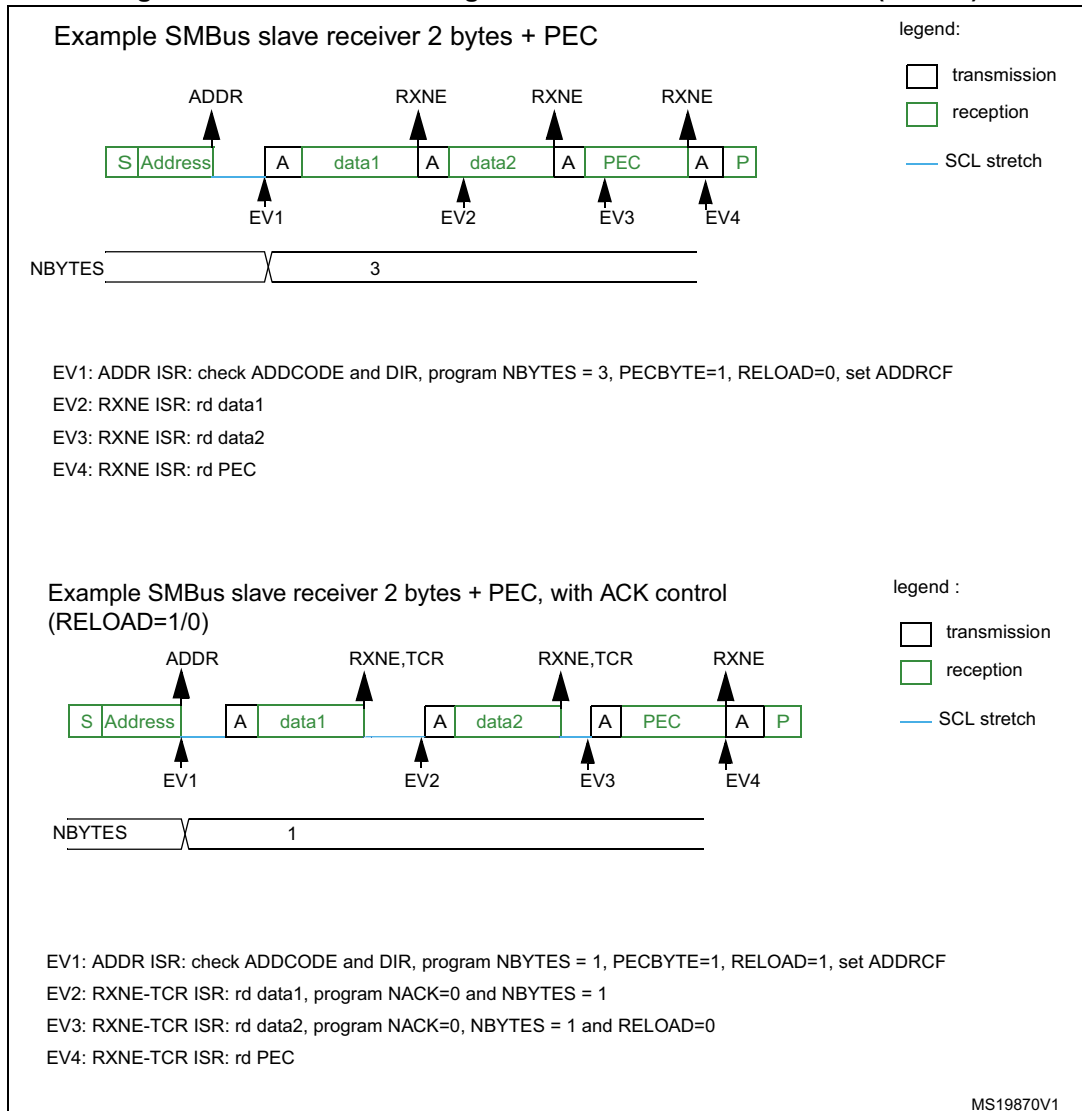 Example SMBus slave receiver 2 bytes + PEC
legend:
transmission
reception
SCL stretch
ADDR RXNE RXNE RXNE
S Address A data1 A data2 A PEC A P
EV1 EV2 EV3 EV4
NBYTES 3
EV1: ADDR ISR: check ADDCODE and DIR, program NBYTES = 3, PECBYTE=1, RELOAD=0, set ADDRCF
EV2: RXNE ISR: rd data1
EV3: RXNE ISR: rd data2
EV4: RXNE ISR: rd PEC
Example SMBus slave receiver 2 bytes + PEC, with ACK control
(RELOAD=1/0)
legend :
transmission
reception
SCL stretch
ADDR RXNE,TCR RXNE,TCR RXNE
S Address A data1 A data2 A PEC A P
EV1 EV2 EV3 EV4
NBYTES 1
EV1: ADDR ISR: check ADDCODE and DIR, program NBYTES = 1, PECBYTE=1, RELOAD=1, set ADDRCF
EV2: RXNE-TCR ISR: rd data1, program NACK=0 and NBYTES = 1
EV3: RXNE-TCR ISR: rd data2, program NACK=0, NBYTES = 1 and RELOAD=0
EV4: RXNE-TCR ISR: rd PEC
MS19870V1